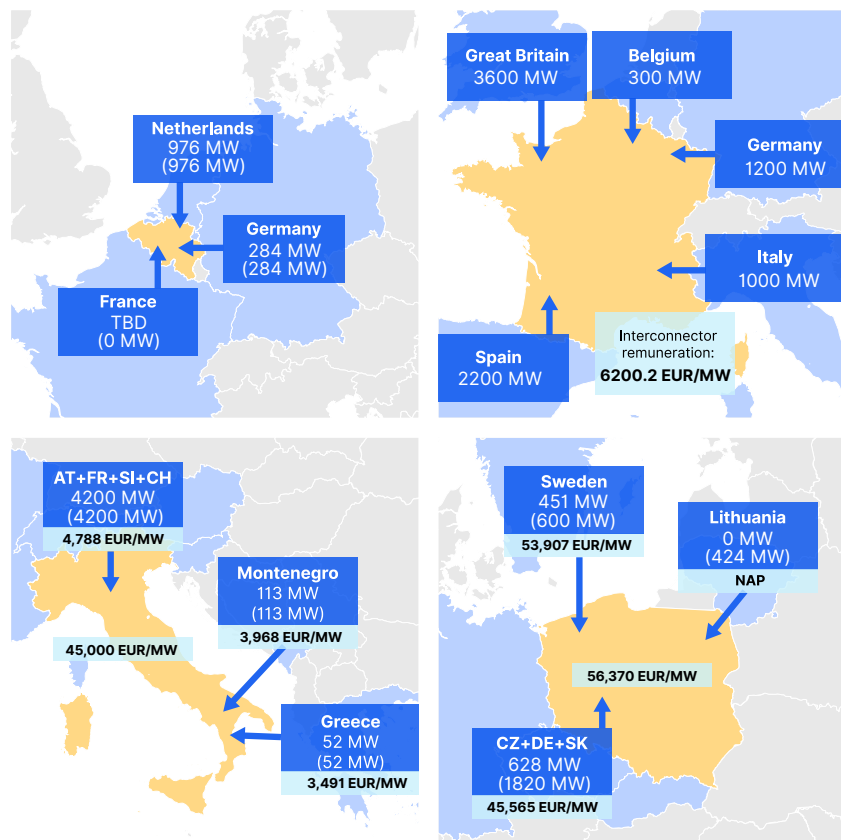 Netherlands
976 MW
(976 MW)
Germany
284 MW
(284 MW)
France
TBD
(0 MW)
Great Britain
3600 MW
Belgium
300 MW
Germany
1200 MW
Italy
1000 MW
Spain
2200 MW
Interconnector
remuneration:
6200.2 EUR/MW
AT+FR+SI+CH
4200 MW
(4200 MW)
4,788 EUR/MW
Montenegro
113 MW
(113 MW)
3,968 EUR/MW
45,000 EUR/MW
Greece
52 MW
(52 MW)
3,491 EUR/MW
Sweden
451 MW
(600 MW)
53,907 EUR/MW
Lithuania
0 MW
(424 MW)
NAP
56,370 EUR/MW
CZ+DE+SK
628 MW
(1820 MW)
45,565 EUR/MW